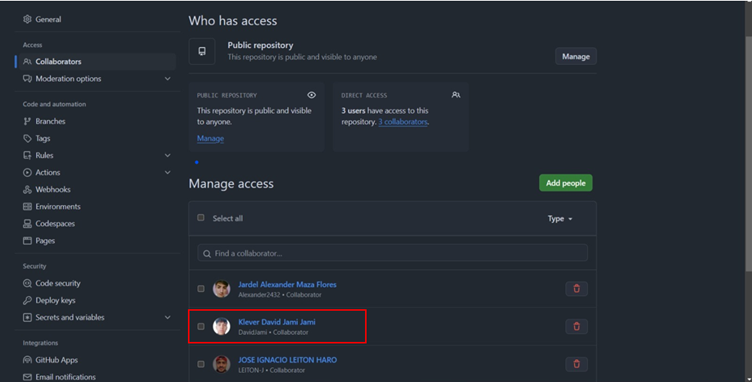 General
Access
Collaborators
Moderation options
Code and automation
Branches
Tags
Rules
Actions
Webhooks
Environments
Codespaces
Pages
Security
Code security
Deploy keys
Secrets and variables
Integrations
GitHub Apps
Email notifications
Who has access
Public repository
This repository is public and visible to anyone
Manage
PUBLIC REPOSITORY
This repository is public and visible
to anyone.
Manage
DIRECT ACCESS
3 users have access to this
repository. 3 collaborators.
Manage access
Add people
Select all
Type
Find a collaborator...
Jardel Alexander Maza Flores
Alexander2432 • Collaborator
Klever David Jami Jami
DavidJami • Collaborator
JOSE IGNACIO LEITON HARO
LEITON-J • Collaborator